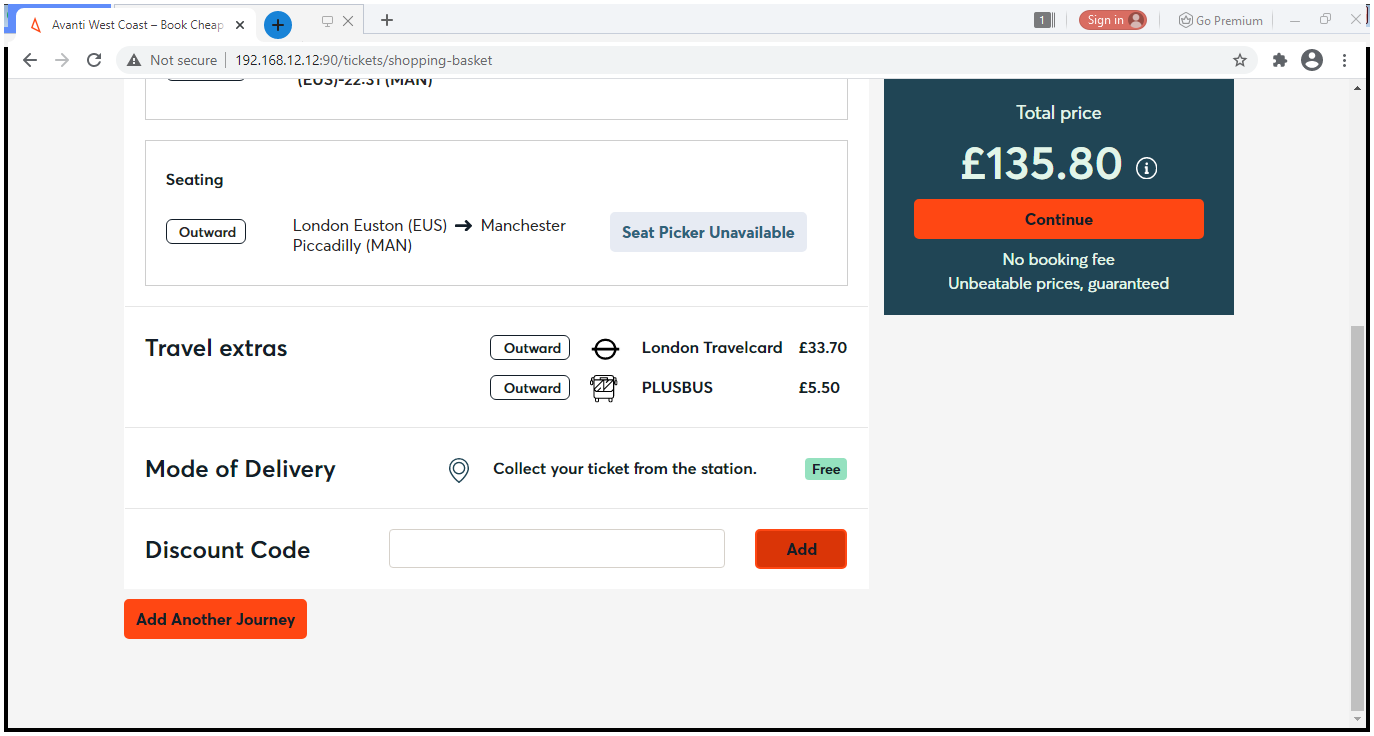 Avanti West Coast – Book Cheap
1
Sign in
Go Premium
Not secure
192.168.12.12:90/tickets/shopping-basket
(EUS)-22:31 (MAN)
Total price
£135.80
Continue
No booking fee
Unbeatable prices, guaranteed
Seating
Outward
London Euston (EUS) → Manchester
Piccadilly (MAN)
Seat Picker Unavailable
Travel extras
Outward
London Travelcard £33.70
Outward
PLUSBUS £5.50
Mode of Delivery
Collect your ticket from the station.
Free
Discount Code
Add
Add Another Journey